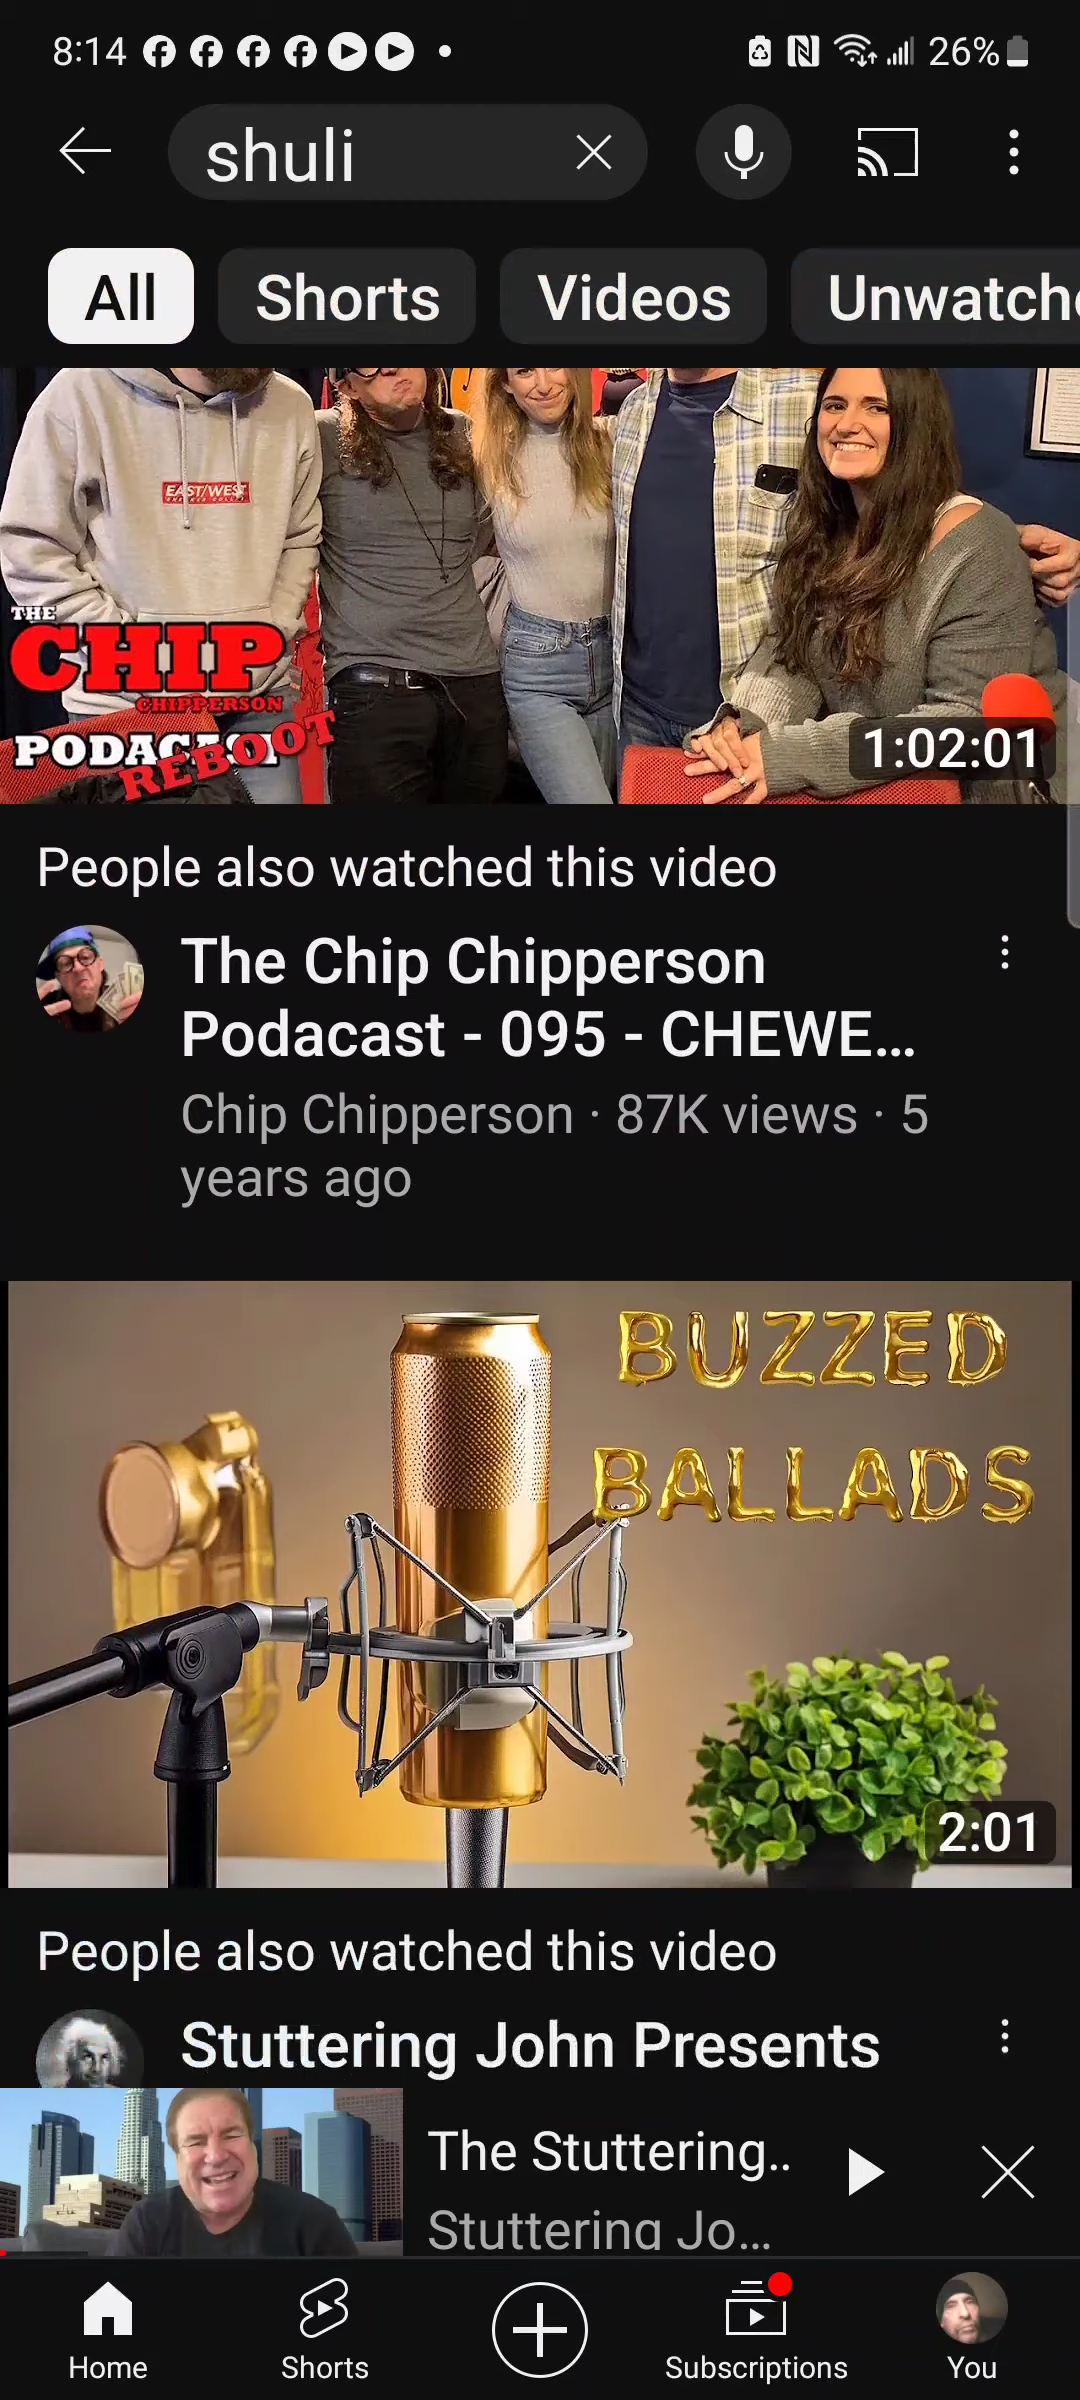 8:14
26%
shuli
All
Shorts
Videos
Unwatche
EAST/WEST
THE
CHIP
CHIPPERSON
PODACAST
REBOOT
1:02:01
People also watched this video
The Chip Chipperson
Podacast - 095 - CHEWE...
Chip Chipperson · 87K views · 5
years ago
BUZZED
BALLADS
2:01
People also watched this video
Stuttering John Presents
The Stuttering..
Stuttering Jo...
Home
Shorts
Subscriptions
You